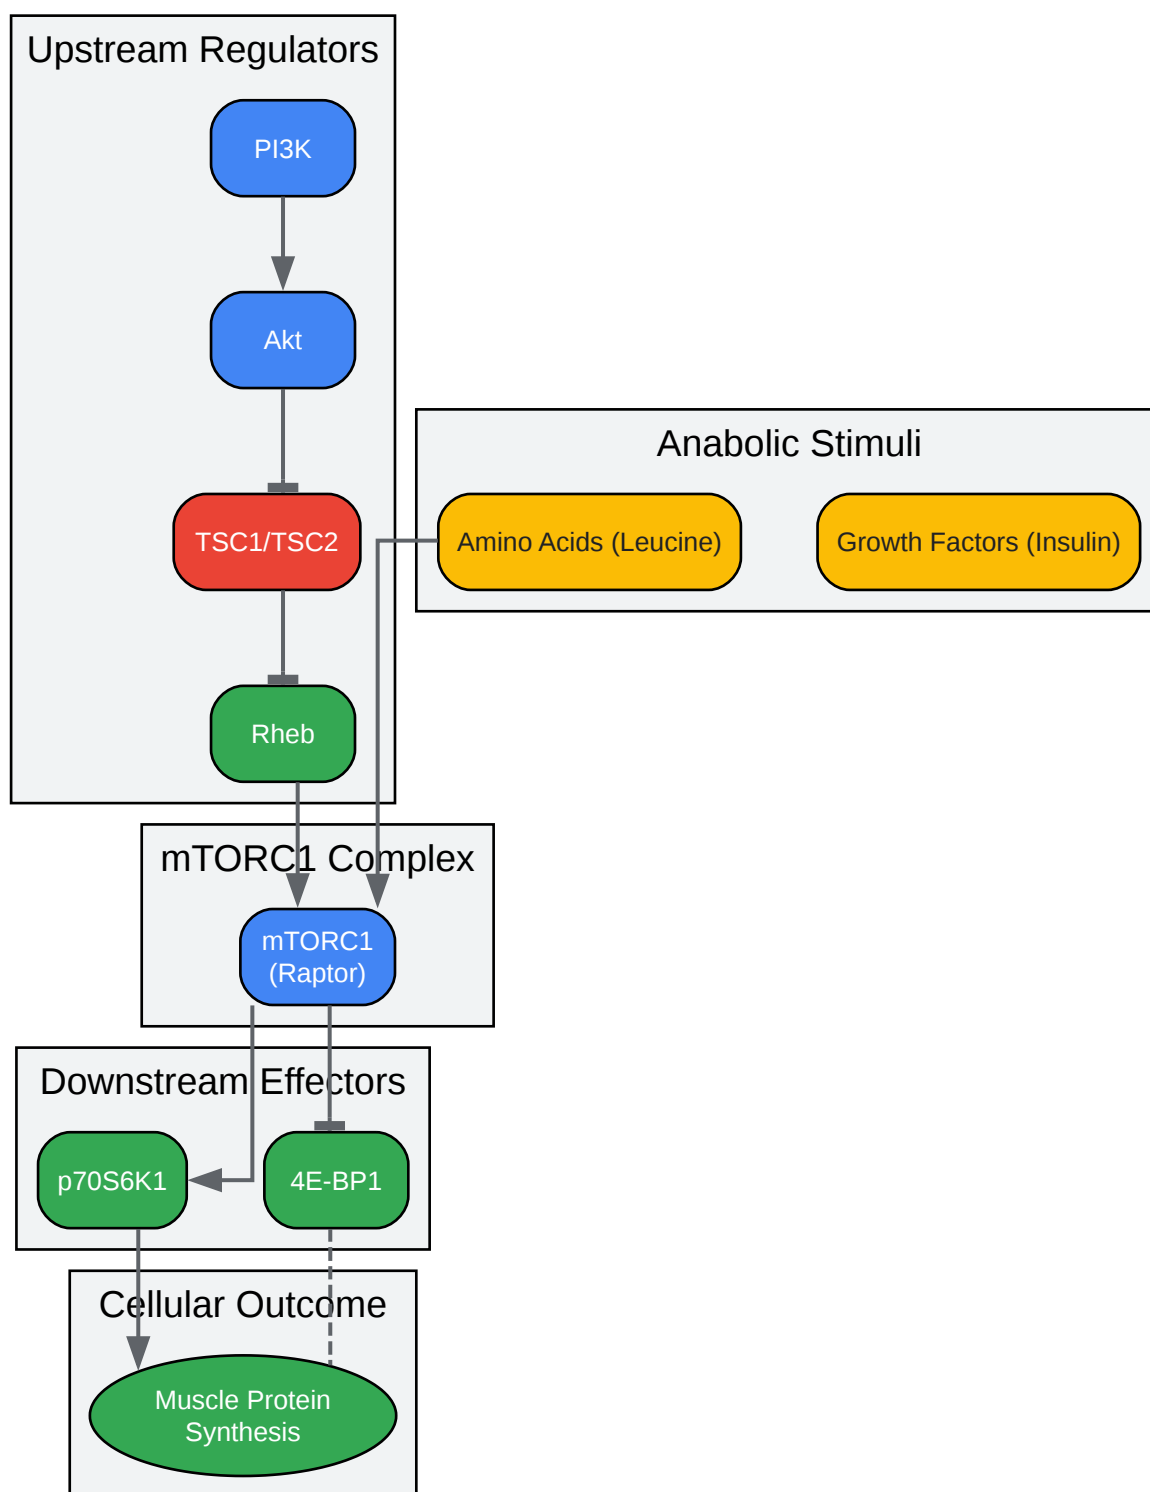 Upstream Regulators
PI3K
Akt
Anabolic Stimuli
TSC1/TSC2
Amino Acids (Leucine)
Growth Factors (Insulin)
Rheb
mTORC1 Complex
mTORC1
(Raptor)
Downstream Effectors
p70S6K1
4E-BP1
Cellular Outcome
Muscle Protein
Synthesis